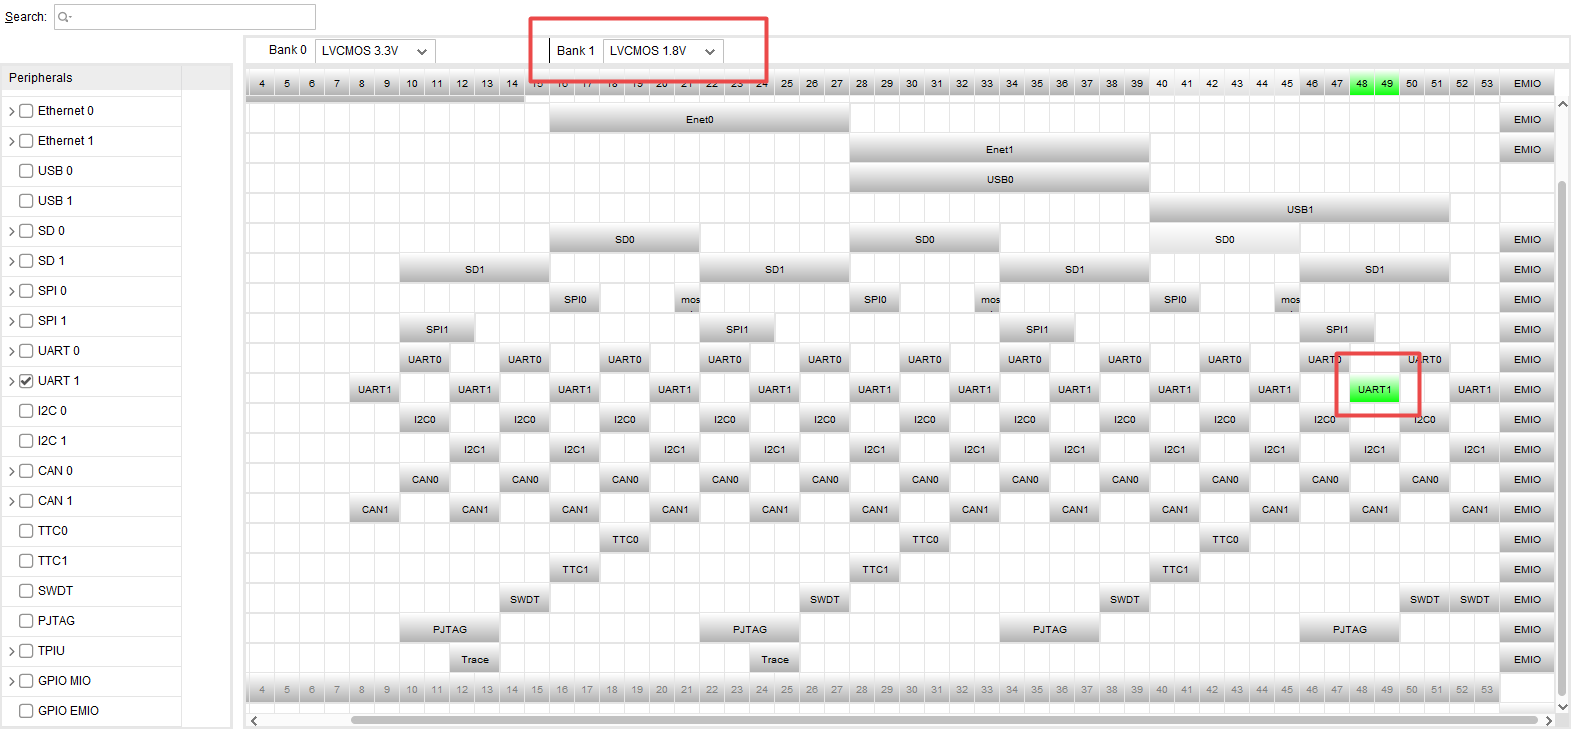 Search:
Bank 0 LVCMOS 3.3V Bank 1 LVCMOS 1.8V
Peripherals
4 5 6 7 8 9 10 11 12 13 14 15 16 17 18 19 20 21 22 23 24 25 26 27 30 31 32 33 40 41 42 43 44 45 46 47 48 49 50 51 52 53 EMIO
Ethernet 0 Enet0 EMIO
Ethernet 1 Enet1 EMIO
USB 0 USB0
USB 1 USB1
SD 0 SD0 SD0 SD0 EMIO
SD 1 SD1 SD1 SD1 SD1 EMIO
SPI 0 SPI0 mos SPI0 mos SPI0 mos EMIO
SPI 1 SPI1 SPI1 SPI1 SPI1 EMIO
UART 0 UART0 UART0 UART0 UART0 UART0 UART0 UART0 UART0 UART0 UART0 UART0 EMIO
UART 1 UART1 UART1 UART1 UART1 UART1 UART1 UART1 UART1 UART1 UART1 UART1 UART1 EMIO
I2C 0 I2C0 I2C0 I2C0 I2C0 I2C0 I2C0 I2C0 I2C0 I2C0 I2C0 I2C0 EMIO
I2C 1 I2C1 I2C1 I2C1 I2C1 I2C1 I2C1 I2C1 I2C1 I2C1 I2C1 I2C1 EMIO
CAN 0 CAN0 CAN0 CAN0 CAN0 CAN0 CAN0 CAN0 CAN0 CAN0 CAN0 CAN0 EMIO
CAN 1 CAN1 CAN1 CAN1 CAN1 CAN1 CAN1 CAN1 CAN1 CAN1 CAN1 CAN1 CAN1 EMIO
TTC0 TTC0 TTC0 TTC0 EMIO
TTC1 TTC1 TTC1 TTC1 EMIO
SWDT SWDT SWDT SWDT SWDT SWDT EMIO
PJTAG PJTAG PJTAG PJTAG PJTAG EMIO
TPIU Trace Trace EMIO
GPIO MIO 4 5 6 7 8 9 10 11 12 13 14 15 16 17 18 19 20 21 22 23 24 25 26 27 28 29 30 31 32 33 34 35 36 37 38 39 40 41 42 43 44 45 46 47 48 49 50 51 52 53
GPIO EMIO